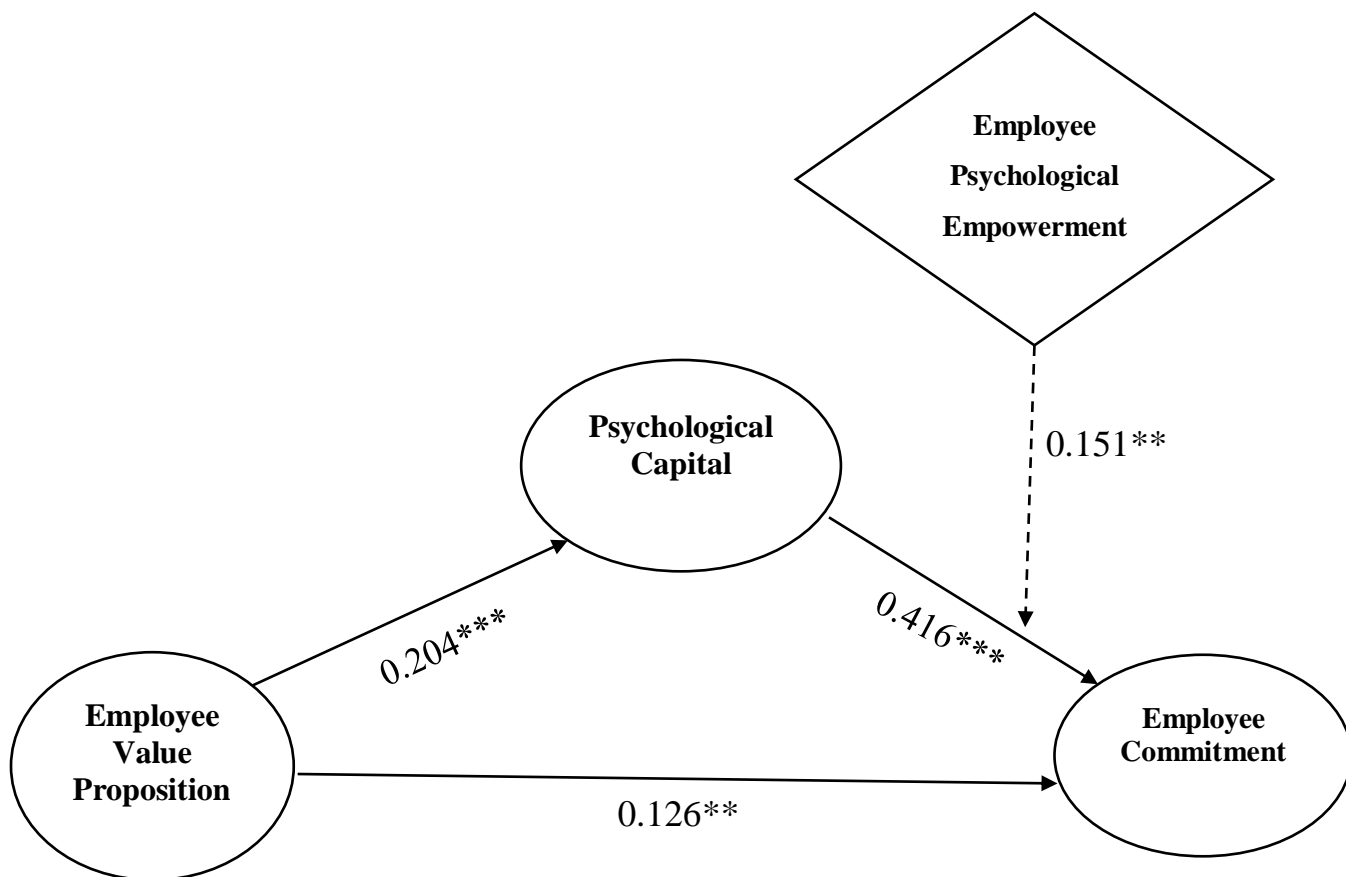 Employee
Psychological
Empowerment
Psychological
Capital
0.151**
0.204***
0.416***
Employee
Value
Proposition
Employee
Commitment
0.126**